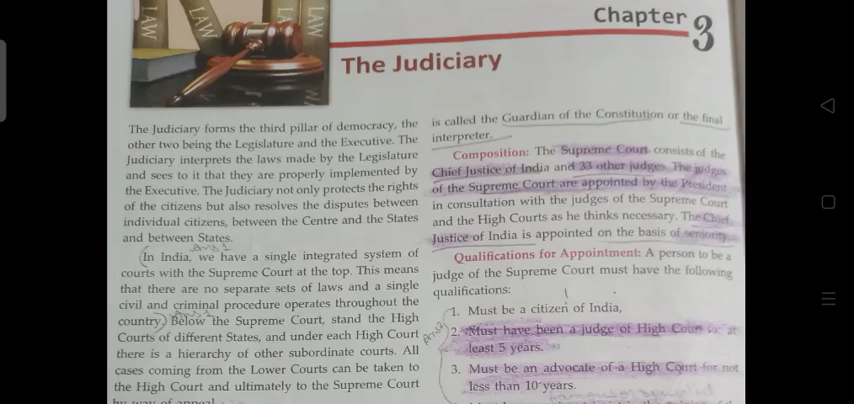 LAW
LAW
LAW
LAW
Chapter 3
The Judiciary
The Judiciary forms the third pillar of democracy, the
other two being the Legislature and the Executive. The
Judiciary interprets the laws made by the Legislature
and sees to it that they are properly implemented by
the Executive. The Judiciary not only protects the rights
of the citizens but also resolves the disputes between
individual citizens, between the Centre and the States
and between States.
In India, we have a single integrated system of
courts with the Supreme Court at the top. This means
that there are no separate sets of laws and a single
civil and criminal procedure operates throughout the
country. Below the Supreme Court, stand the High
Courts of different States, and under each High Court
there is a hierarchy of other subordinate courts. All
cases coming from the Lower Courts can be taken to
the High Court and ultimately to the Supreme Court
by way of appeal.
is called the Guardian of the Constitution or the final
interpreter.
Composition: The Supreme Court consists of the
Chief Justice of India and 33 other judges. The judges
of the Supreme Court are appointed by the President
in consultation with the judges of the Supreme Court
and the High Courts as he thinks necessary. The Chief
Justice of India is appointed on the basis of seniority.
Qualifications for Appointment: A person to be a
judge of the Supreme Court must have the following
qualifications:
1. Must be a citizen of India,
2. Must have been a judge of High Court for at
least 5 years.
3. Must be an advocate of a High Court for not
less than 10 years.